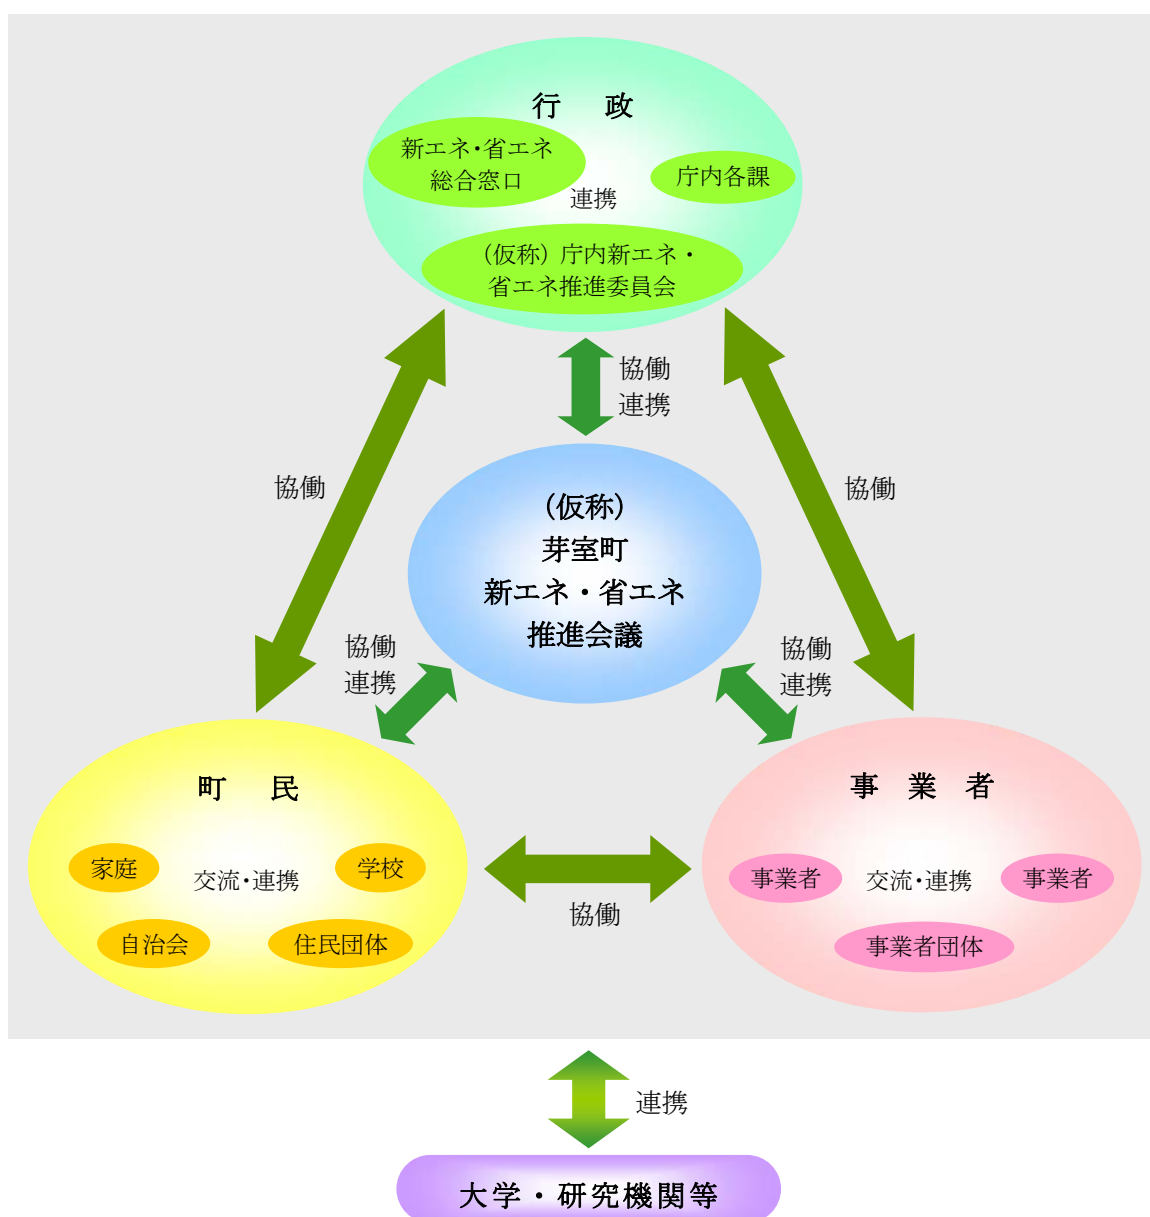 行　政
新エネ・省エネ
総合窓口
庁内各課
連携
（仮称）庁内新エネ・
省エネ推進委員会
協働
連携
協働
協働
（仮称）
芽室町
新エネ・省エネ
推進会議
協働
連携
協働
連携
町　民
家庭
学校
交流・連携
自治会
住民団体
協働
事　業　者
事業者
交流・連携
事業者
事業者団体
連携
大学・研究機関等